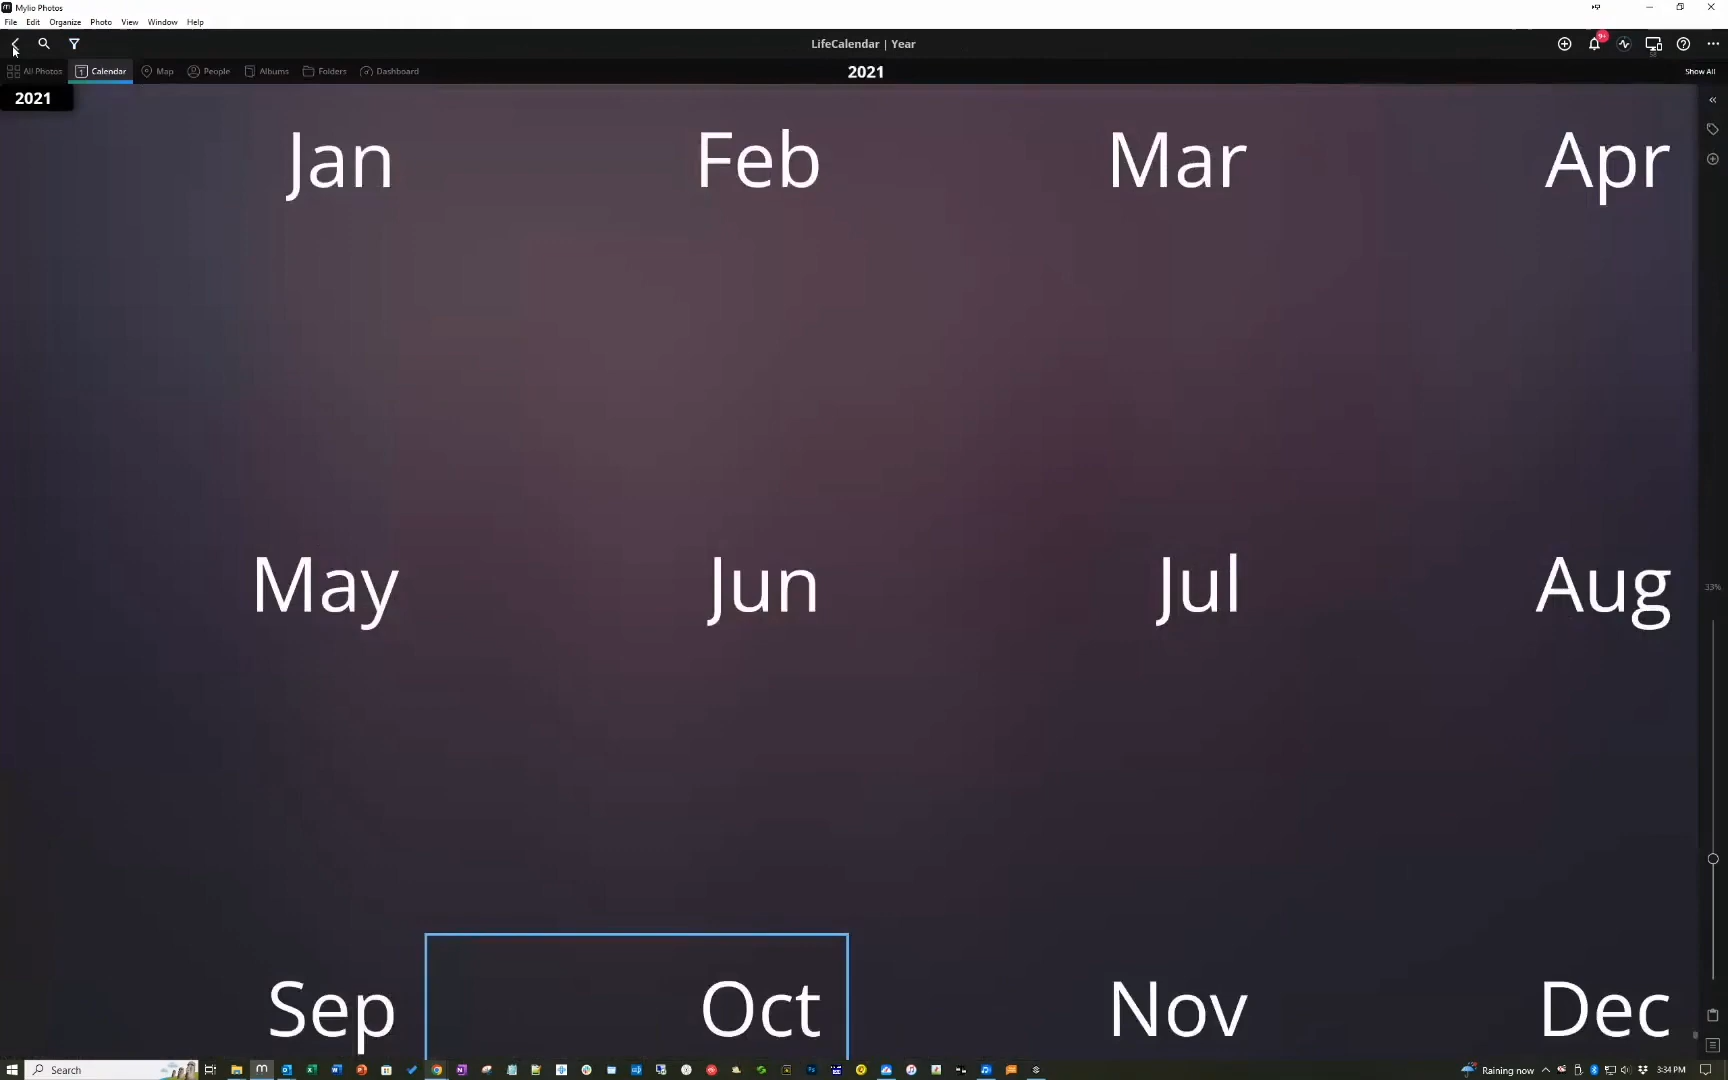 Mylio Photos
File Edit Organize Photo View Window Help
LifeCalendar | Year
9+
All Photos Calendar Map People Albums Folders Dashboard
2021
Show All
2021
Jan Feb Mar Apr
May Jun Jul Aug
33%
Sep Oct Nov Dec
Search
Raining now
3:34 PM